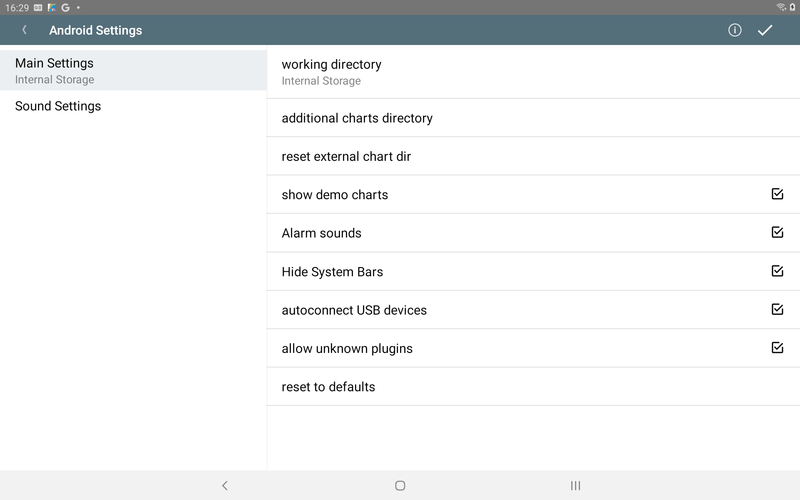 16:29
Android Settings
Main Settings
Internal Storage
Sound Settings
working directory
Internal Storage
additional charts directory
reset external chart dir
show demo charts
Alarm sounds
Hide System Bars
autoconnect USB devices
allow unknown plugins
reset to defaults